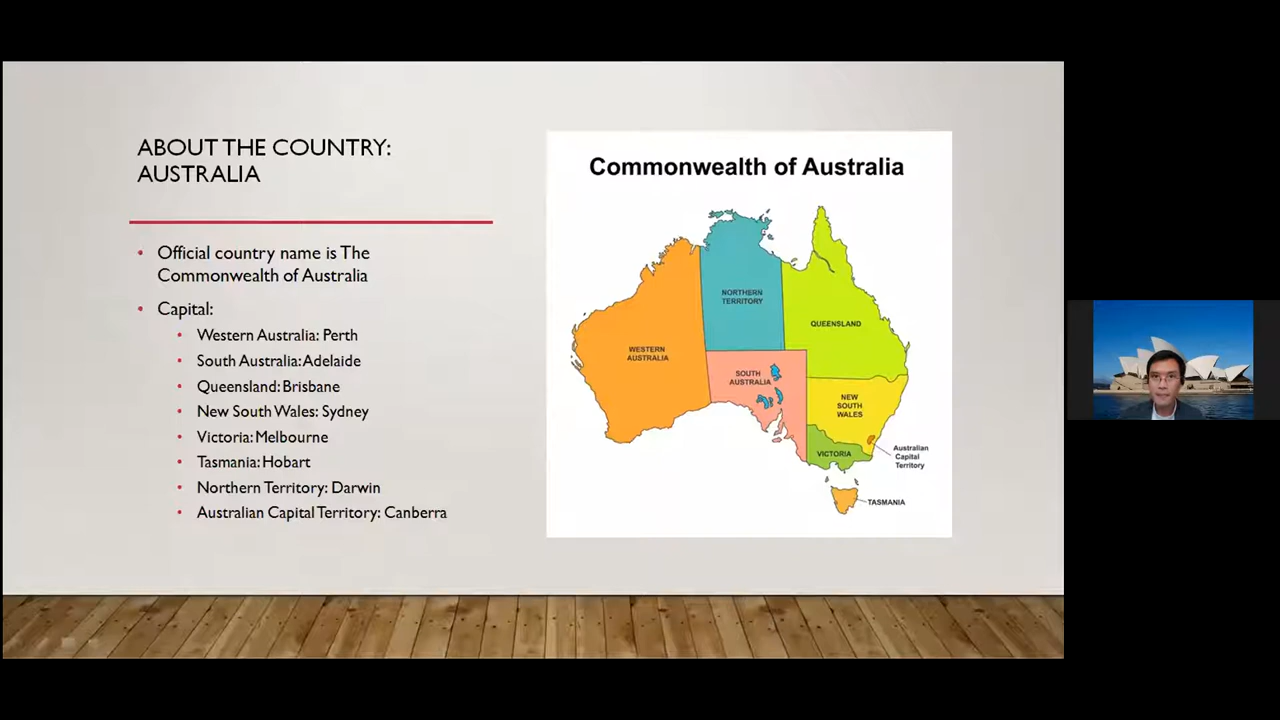 ABOUT THE COUNTRY:
AUSTRALIA
• Official country name is The
Commonwealth of Australia
• Capital:
• Western Australia: Perth
• South Australia: Adelaide
• Queensland: Brisbane
• New South Wales: Sydney
• Victoria: Melbourne
• Tasmania: Hobart
• Northern Territory: Darwin
• Australian Capital Territory: Canberra
Commonwealth of Australia
NORTHERN
TERRITORY
QUEENSLAND
WESTERN
AUSTRALIA
SOUTH
AUSTRALIA
NEW
SOUTH
WALES
Australian
Capital
Territory
VICTORIA
TASMANIA